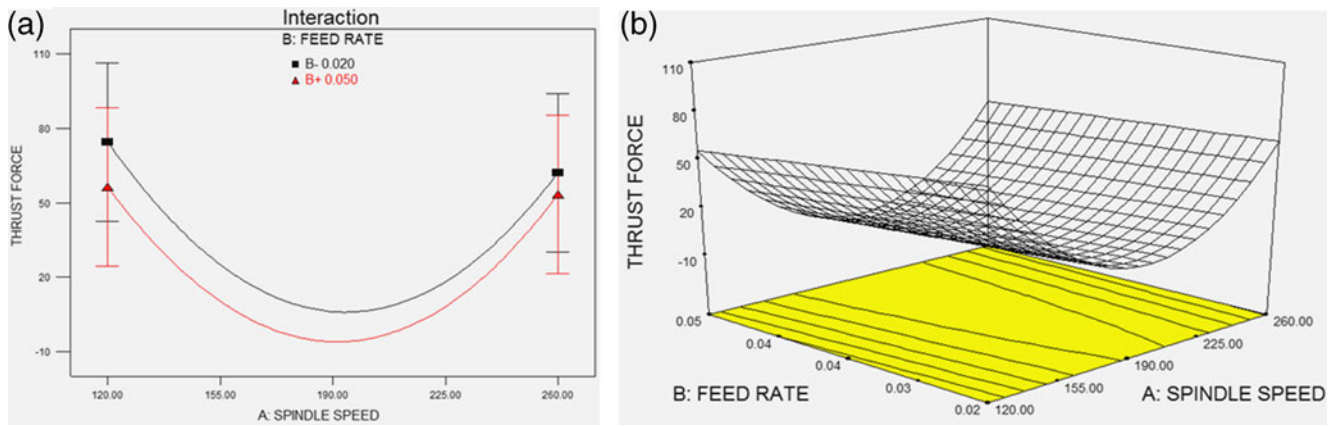 (a)
Interaction
B: FEED RATE
B- 0.020
B+ 0.050
THRUST FORCE
110
80
50
20
-10
120.00 155.00 190.00 225.00 260.00
A: SPINDLE SPEED
(b)
THRUST FORCE
110
80
50
20
-10
0.05
0.04
0.04
0.03
0.02
B: FEED RATE
120.00
155.00
190.00
225.00
260.00
A: SPINDLE SPEED